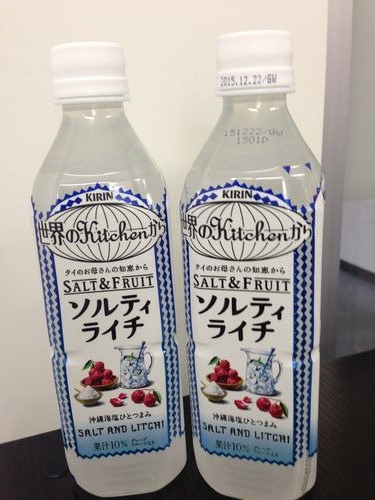 KIRIN
世界のKitchenから
タイのお母さんの知恵から
SALT&FRUIT
ソルティ
ライチ
沖縄海塩ひとつまみ
SALT AND LITCHI
果汁10%
2015.12.22/GW
151222/GW
1501D
KIRIN
世界のKitchenから
タイのお母さんの知恵から
SALT&FRUIT
ソルティ
ライチ
沖縄海塩ひとつまみ
SALT AND LITCHI
果汁10%